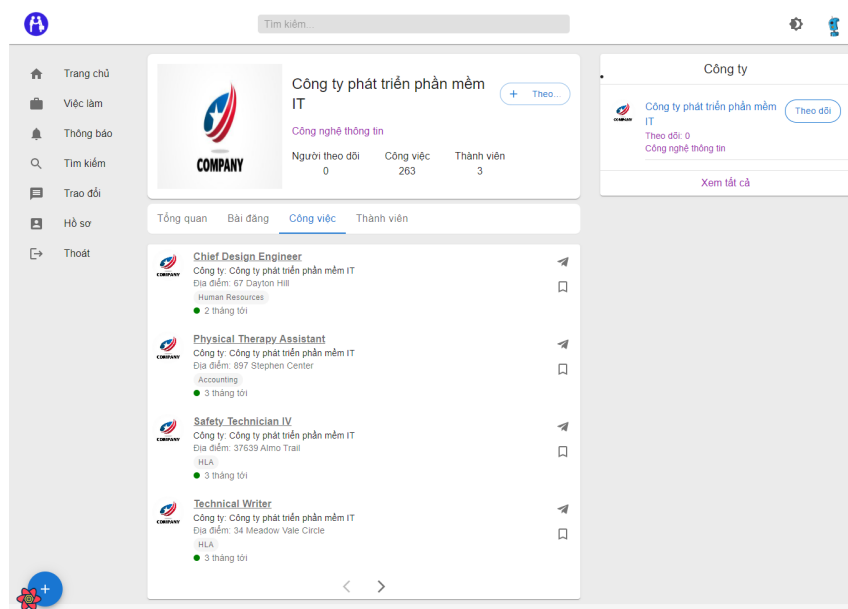 Tìm kiếm...
Trang chủ
Việc làm
Thông báo
Tìm kiếm
Trao đổi
Hồ sơ
Thoát
COMPANY
Công ty phát triển phần mềm
IT
Công nghệ thông tin
Người theo dõi Công việc Thành viên
0 263 3
+ Theo...
Tổng quan Bài đăng Công việc Thành viên
COMPANY
Chief Design Engineer
Công ty: Công ty phát triển phần mềm IT
Địa điểm: 67 Dayton Hill
Human Resources
2 tháng tới
COMPANY
Physical Therapy Assistant
Công ty: Công ty phát triển phần mềm IT
Địa điểm: 897 Stephen Center
Accounting
3 tháng tới
COMPANY
Safety Technician IV
Công ty: Công ty phát triển phần mềm IT
Địa điểm: 37639 Almo Trail
HLA
3 tháng tới
COMPANY
Technical Writer
Công ty: Công ty phát triển phần mềm IT
Địa điểm: 34 Meadow Vale Circle
HLA
3 tháng tới
Công ty
COMPANY
Công ty phát triển phần mềm
IT
Theo dõi: 0
Công nghệ thông tin
Theo dõi
Xem tất cả